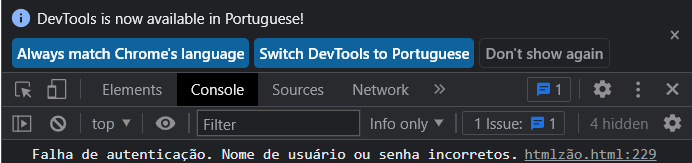 DevTools is now available in Portuguese!
Always match Chrome's language Switch DevTools to Portuguese Don't show again
Elements Console Sources Network » 1
top Filter Info only 1 Issue: 1 4 hidden
Falha de autenticação. Nome de usuário ou senha incorretos. htmlzão.html:229